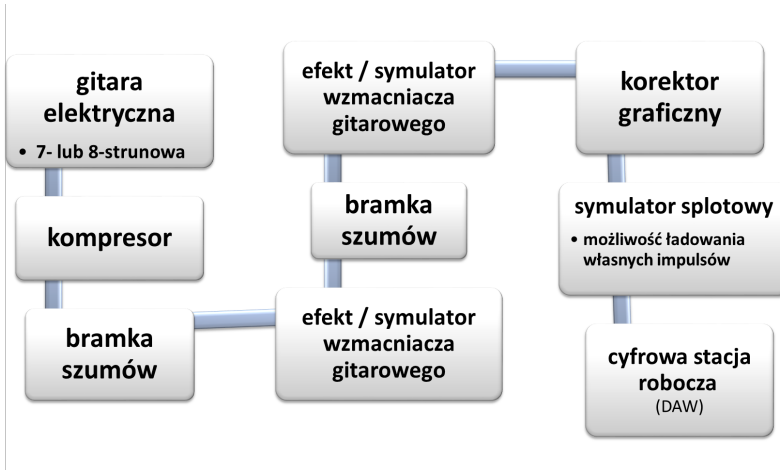 gitara
elektryczna
• 7- lub 8-strunowa
kompresor
bramka
szumów
efekt / symulator
wzmacniacza
gitarowego
bramka
szumów
efekt / symulator
wzmacniacza
gitarowego
korektor
graficzny
symulator splotowy
• możliwość ładowania
własnych impulsów
cyfrowa stacja
robocza
(DAW)